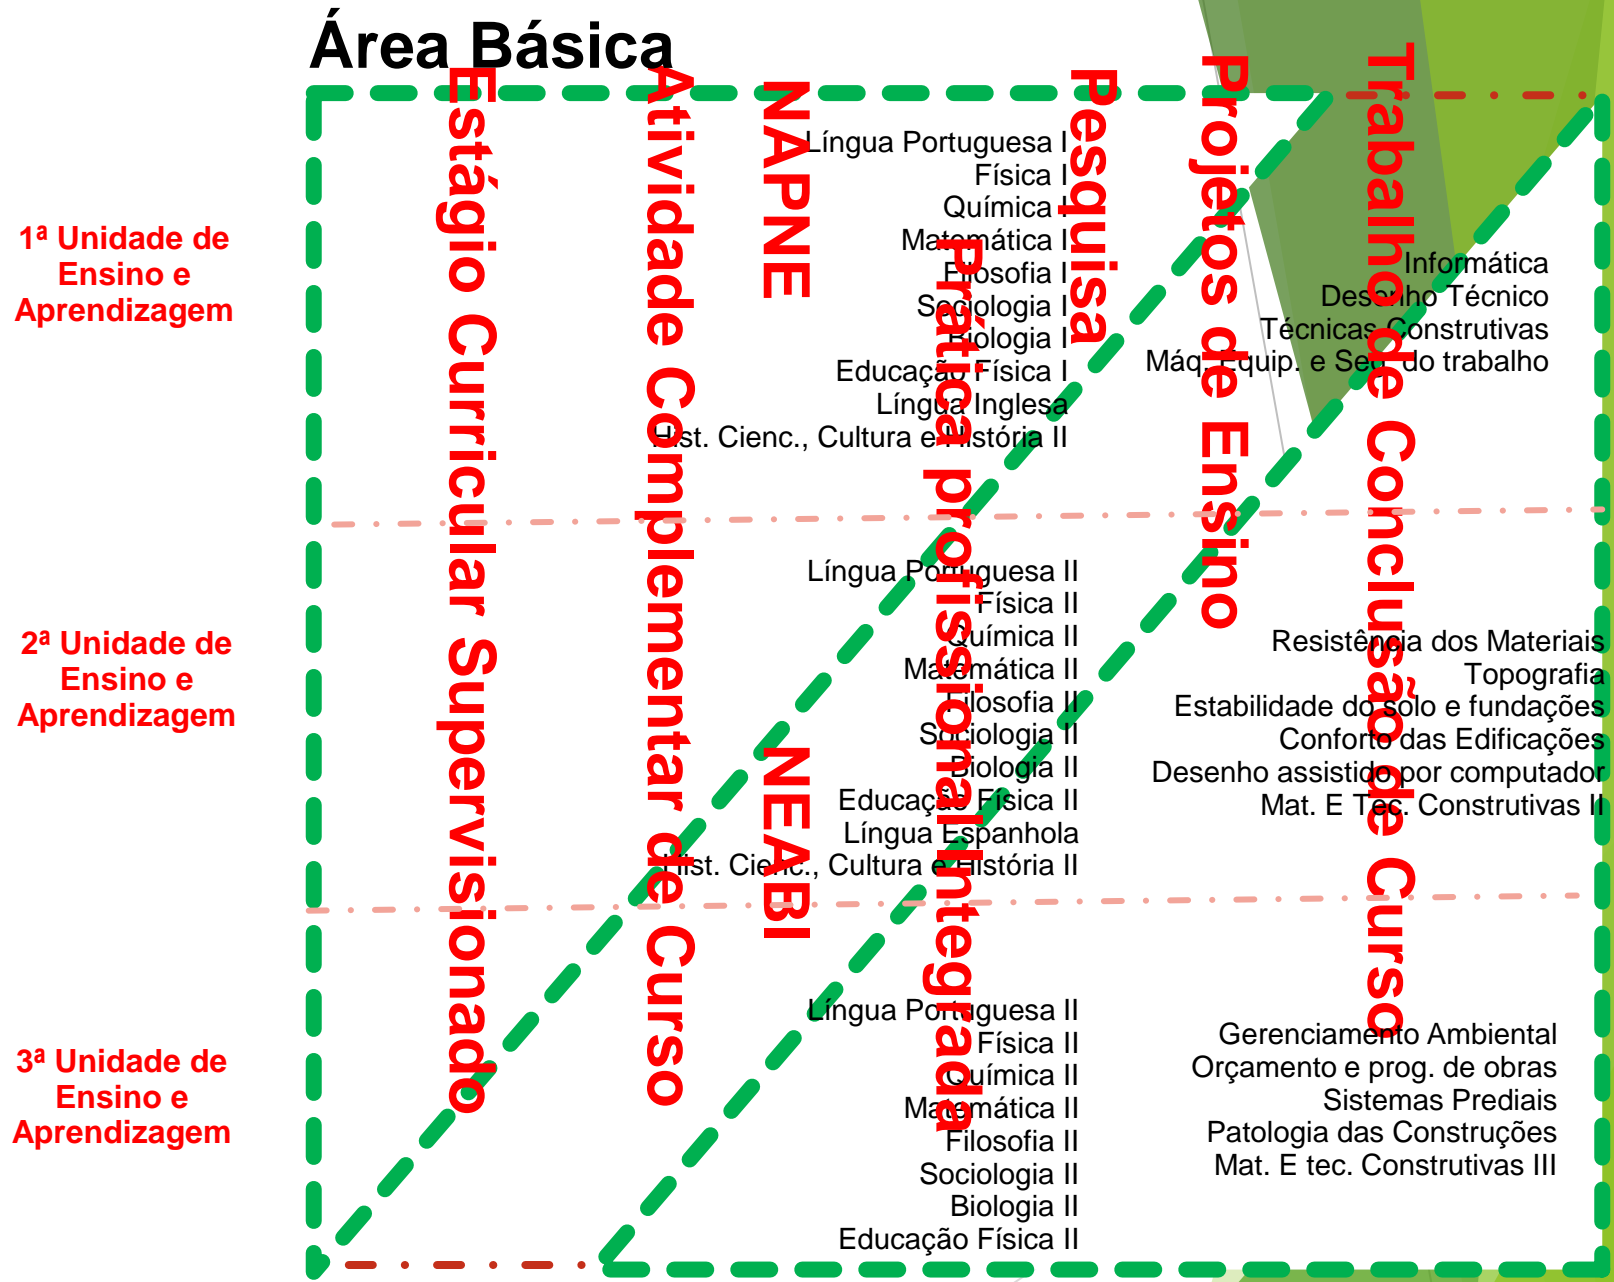 Área Básica
Estágio Curricular Supervisionado
Atividade Complementar de Curso
NAPNE
NEABI
Prática profissional Integrada
Pesquisa
Projetos de Ensino
Trabalho de Conclusão de Curso
1ª Unidade de
Ensino e
Aprendizagem
Língua Portuguesa I
Física I
Química I
Matemática I
Filosofia I
Sociologia I
Biologia I
Educação Física I
Língua Inglesa
Hist. Cienc., Cultura e História II
Informática
Desenho Técnico
Técnicas Construtivas
Máq. Equip. e Seg. do trabalho
2ª Unidade de
Ensino e
Aprendizagem
Língua Portuguesa II
Física II
Química II
Matemática II
Filosofia II
Sociologia II
Biologia II
Educação Física II
Língua Espanhola
Hist. Cienc., Cultura e História II
Resistência dos Materiais
Topografia
Estabilidade do solo e fundações
Conforto das Edificações
Desenho assistido por computador
Mat. E Tec. Construtivas II
3ª Unidade de
Ensino e
Aprendizagem
Língua Portuguesa II
Física II
Química II
Matemática II
Filosofia II
Sociologia II
Biologia II
Educação Física II
Gerenciamento Ambiental
Orçamento e prog. de obras
Sistemas Prediais
Patologia das Construções
Mat. E tec. Construtivas III